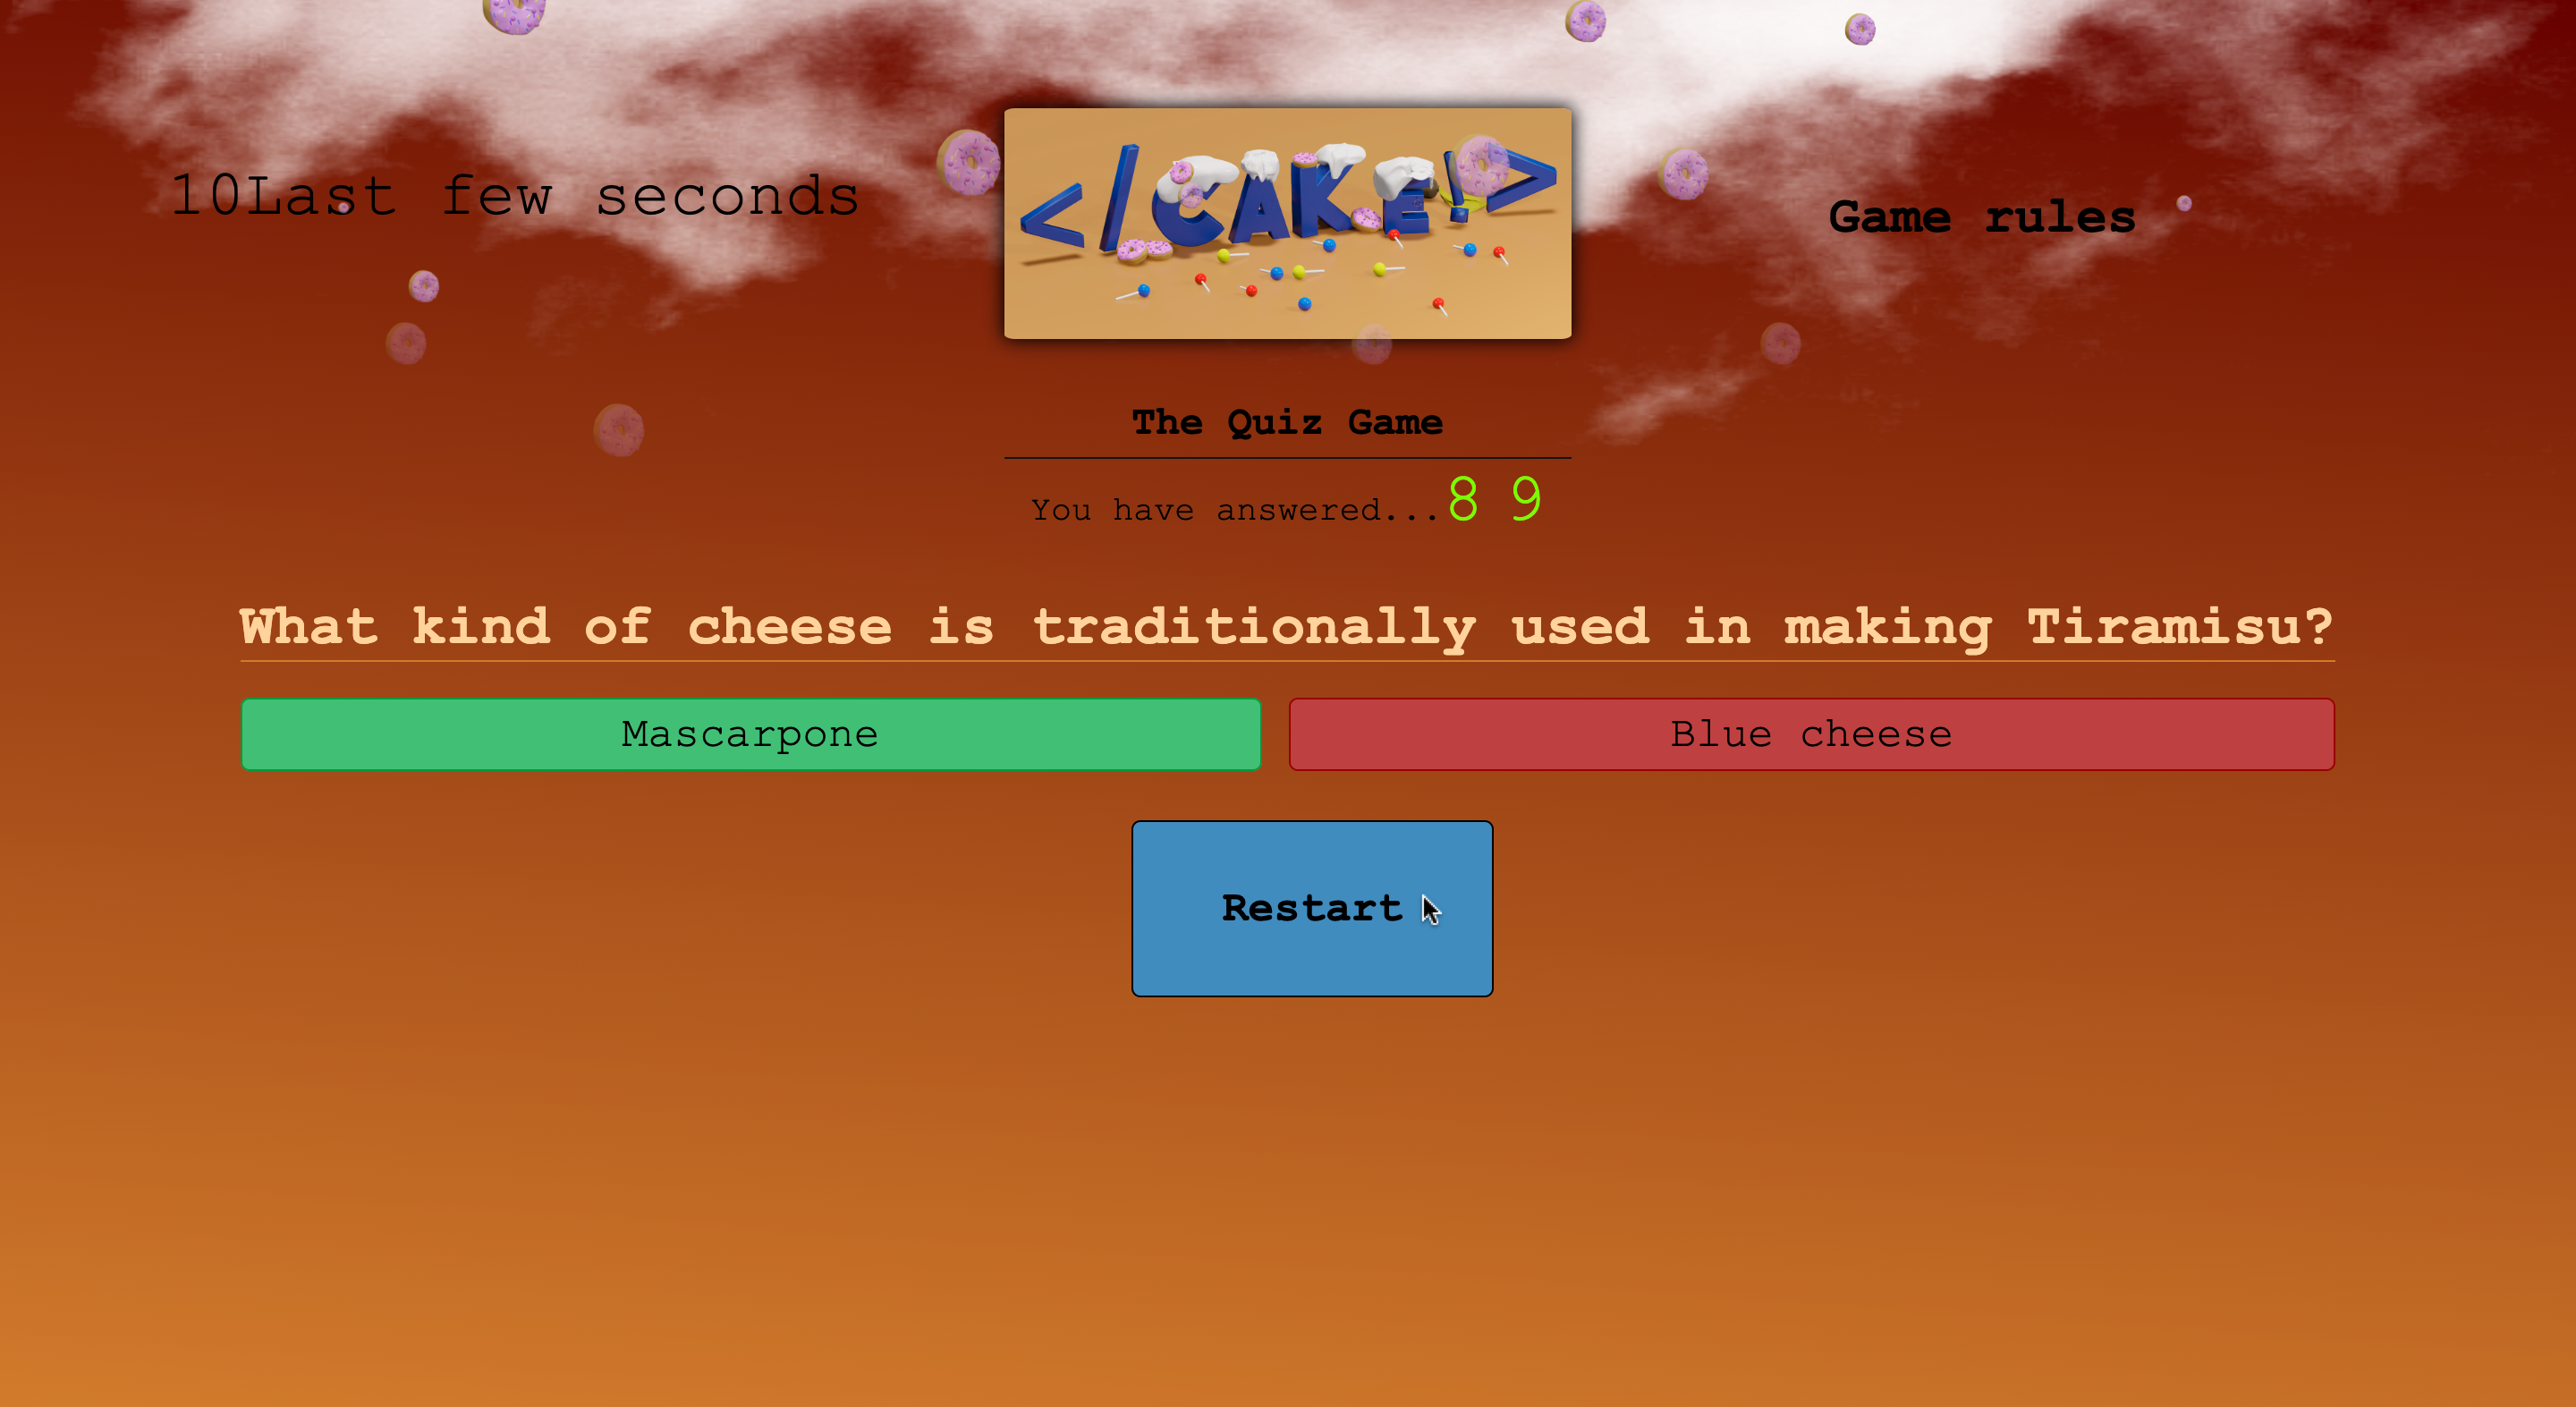 </CAKE!>
10Last few seconds
Game rules
The Quiz Game
You have answered...8 9
What kind of cheese is traditionally used in making Tiramisu?
Mascarpone
Blue cheese
Restart